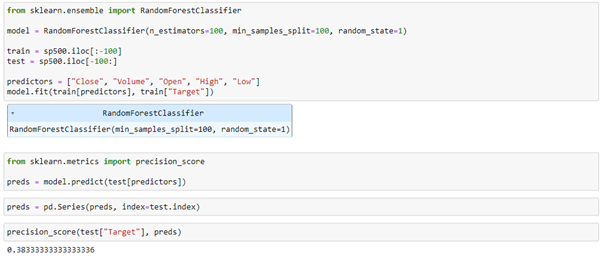 from sklearn.ensemble import RandomForestClassifier
model = RandomForestClassifier(n_estimators=100, min_samples_split=100, random_state=1)
train = sp500.iloc[:-100]
test = sp500.iloc[-100:]
predictors = ["Close", "Volume", "Open", "High", "Low"]
model.fit(train[predictors], train["Target"])
RandomForestClassifier
RandomForestClassifier(min_samples_split=100, random_state=1)
from sklearn.metrics import precision_score
preds = model.predict(test[predictors])
preds = pd.Series(preds, index=test.index)
precision_score(test["Target"], preds)
0.38333333333333336